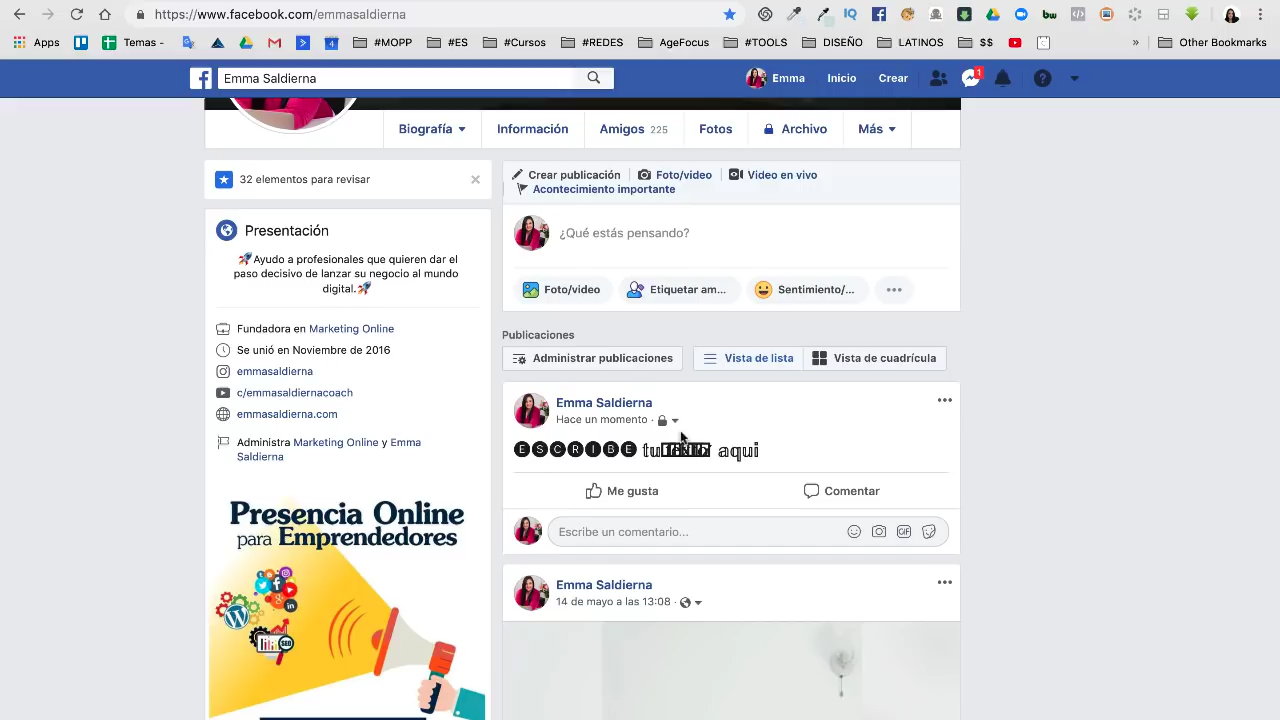 https://www.facebook.com/emmasaldierna
Apps
Temas -
#MOPP
#ES
#Cursos
#REDES
AgeFocus
#TOOLS
DISEÑO
LATINOS
$$
»
Other Bookmarks
Emma Saldierna
Emma
Inicio
Crear
1
Biografía
Información
Amigos 225
Fotos
Archivo
Más
32 elementos para revisar
Crear publicación
Foto/video
Video en vivo
Acontecimiento importante
Presentación
¿Qué estás pensando?
🚀Ayudo a profesionales que quieren dar el
paso decisivo de lanzar su negocio al mundo
digital.🚀
Foto/video
Etiquetar am...
Sentimiento/...
Fundadora en Marketing Online
Se unió en Noviembre de 2016
emmasaldierna
c/emmasaldiernacoach
emmasaldierna.com
Administra Marketing Online y Emma
Saldierna
Publicaciones
Administrar publicaciones
Vista de lista
Vista de cuadrícula
Emma Saldierna
Hace un momento ·
🅔🅢🅒🅡🅘🅑🅔 𝕥𝕦 𝕒𝕢𝕦𝕚
Me gusta
Comentar
Escribe un comentario...
GIF
Emma Saldierna
14 de mayo a las 13:08 ·
Presencia Online
para Emprendedores
SEO